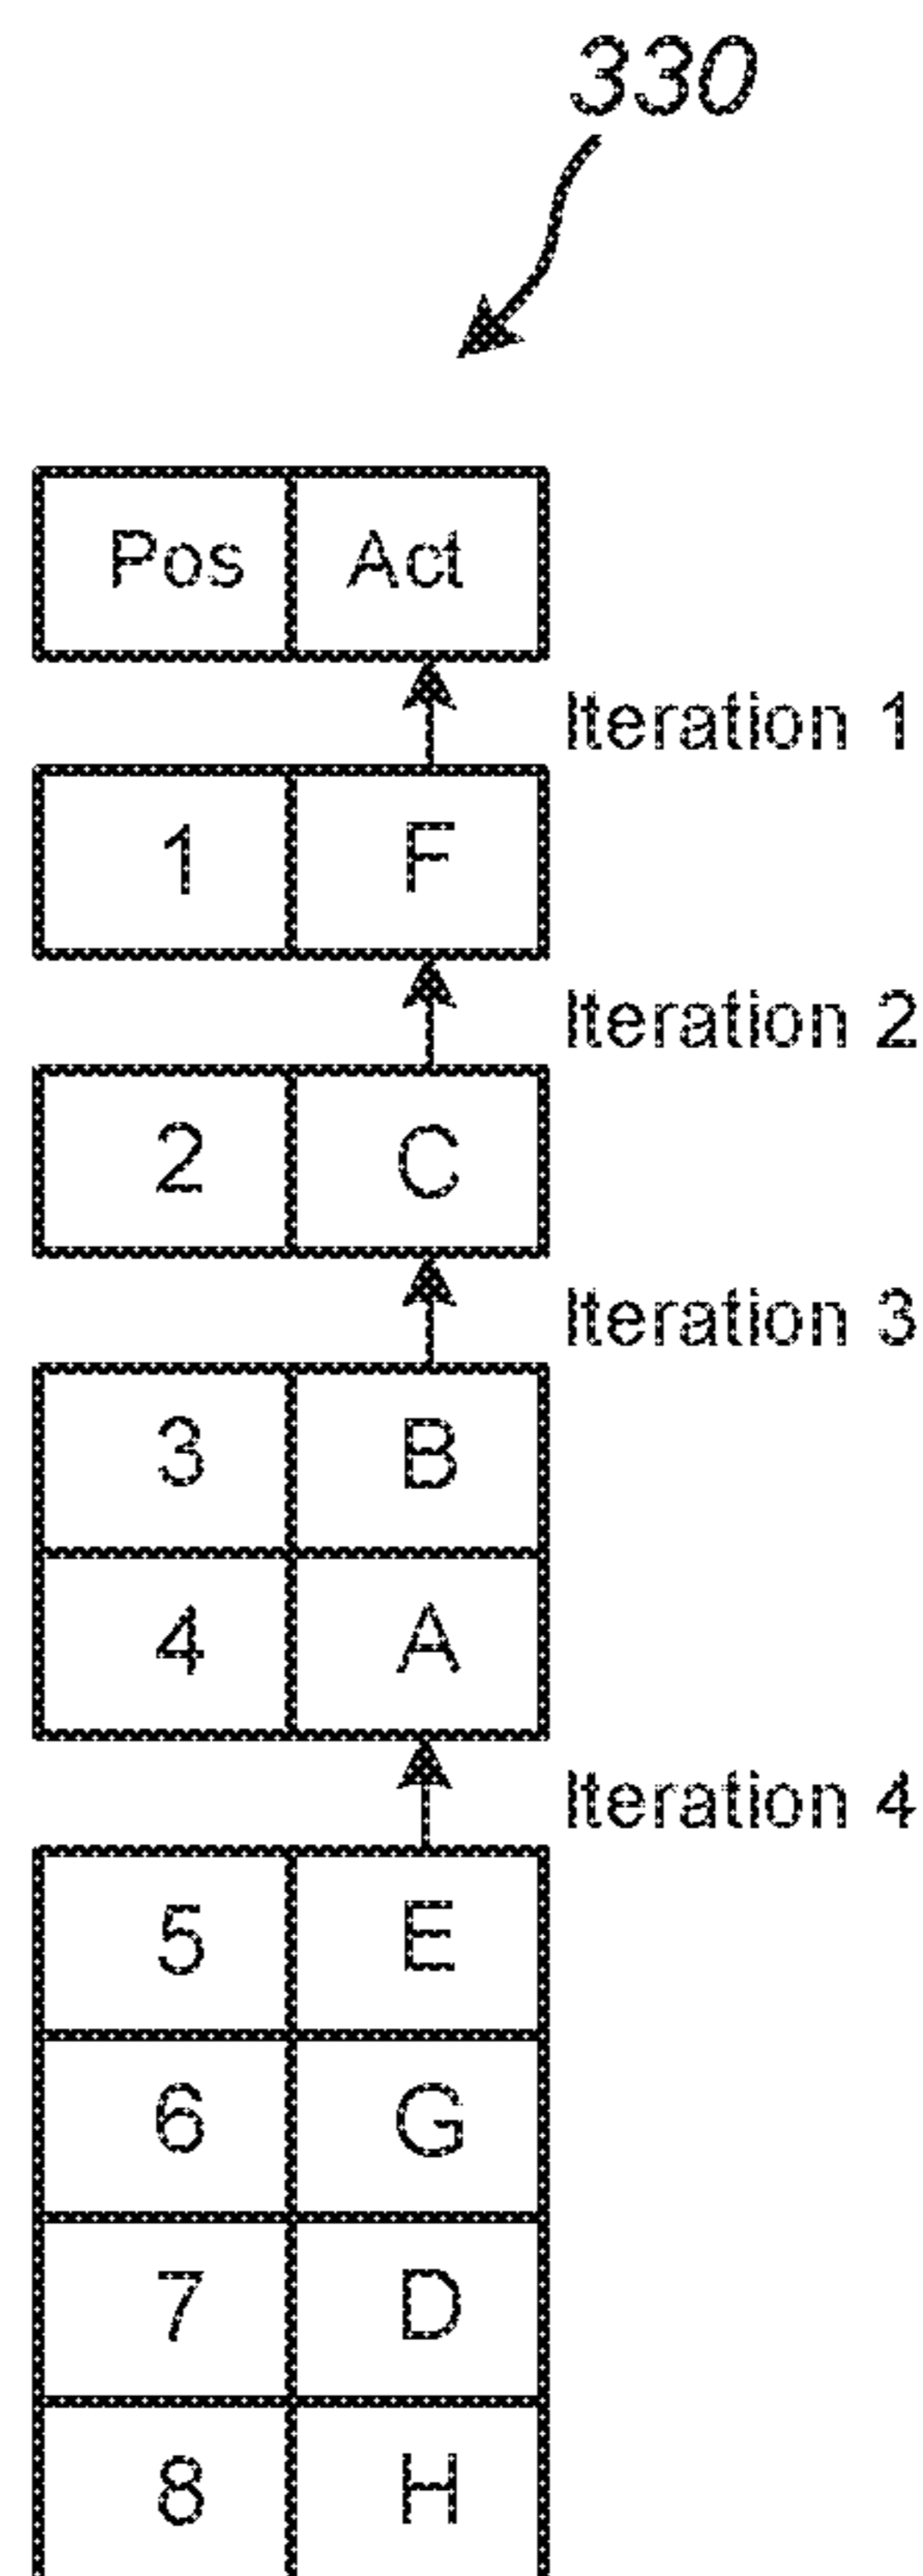 330
Pos Act
Iteration 1
1 F
Iteration 2
2 C
Iteration 3
3 B
4 A
Iteration 4
5 E
6 G
7 D
8 H